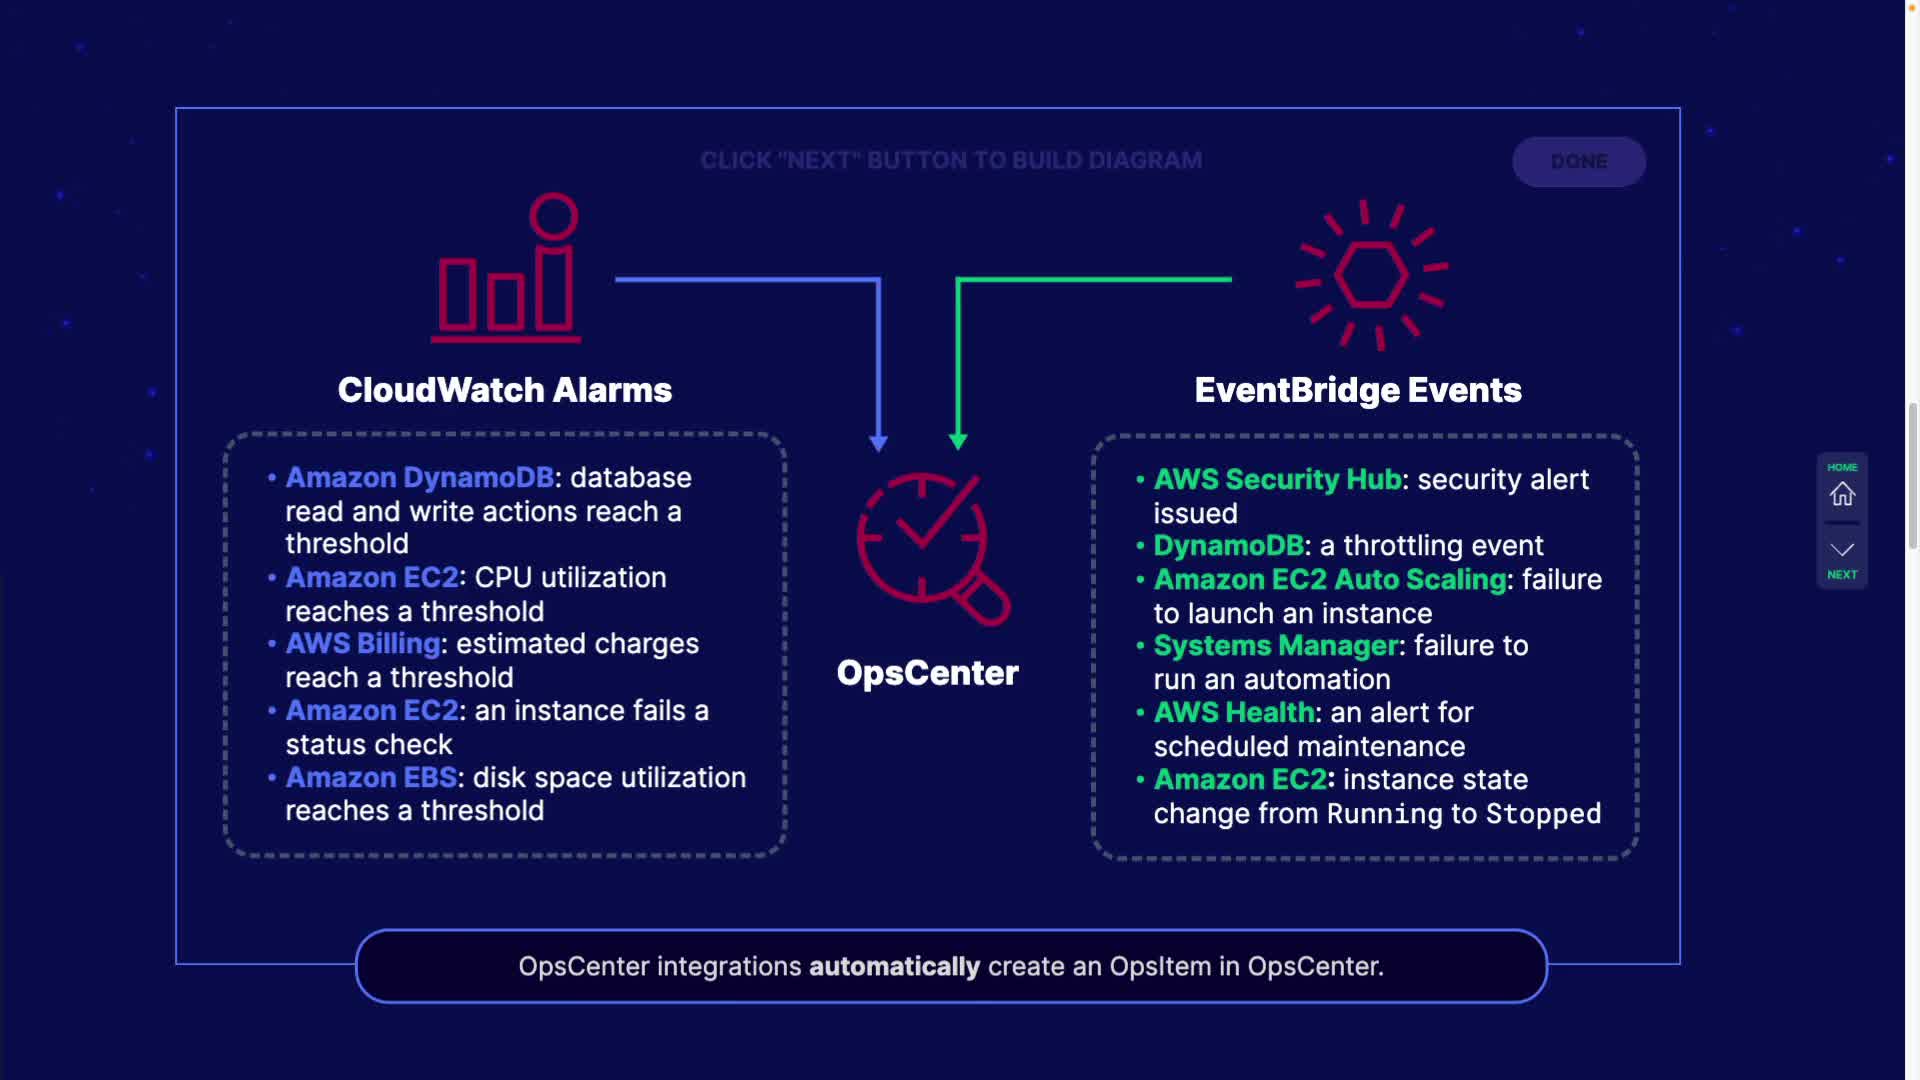 CLICK "NEXT" BUTTON TO BUILD DIAGRAM
DONE
CloudWatch Alarms
• Amazon DynamoDB: database
read and write actions reach a
threshold
• Amazon EC2: CPU utilization
reaches a threshold
• AWS Billing: estimated charges
reach a threshold
• Amazon EC2: an instance fails a
status check
• Amazon EBS: disk space utilization
reaches a threshold
OpsCenter
EventBridge Events
• AWS Security Hub: security alert
issued
• DynamoDB: a throttling event
• Amazon EC2 Auto Scaling: failure
to launch an instance
• Systems Manager: failure to
run an automation
• AWS Health: an alert for
scheduled maintenance
• Amazon EC2: instance state
change from Running to Stopped
OpsCenter integrations automatically create an OpsItem in OpsCenter.
HOME
NEXT